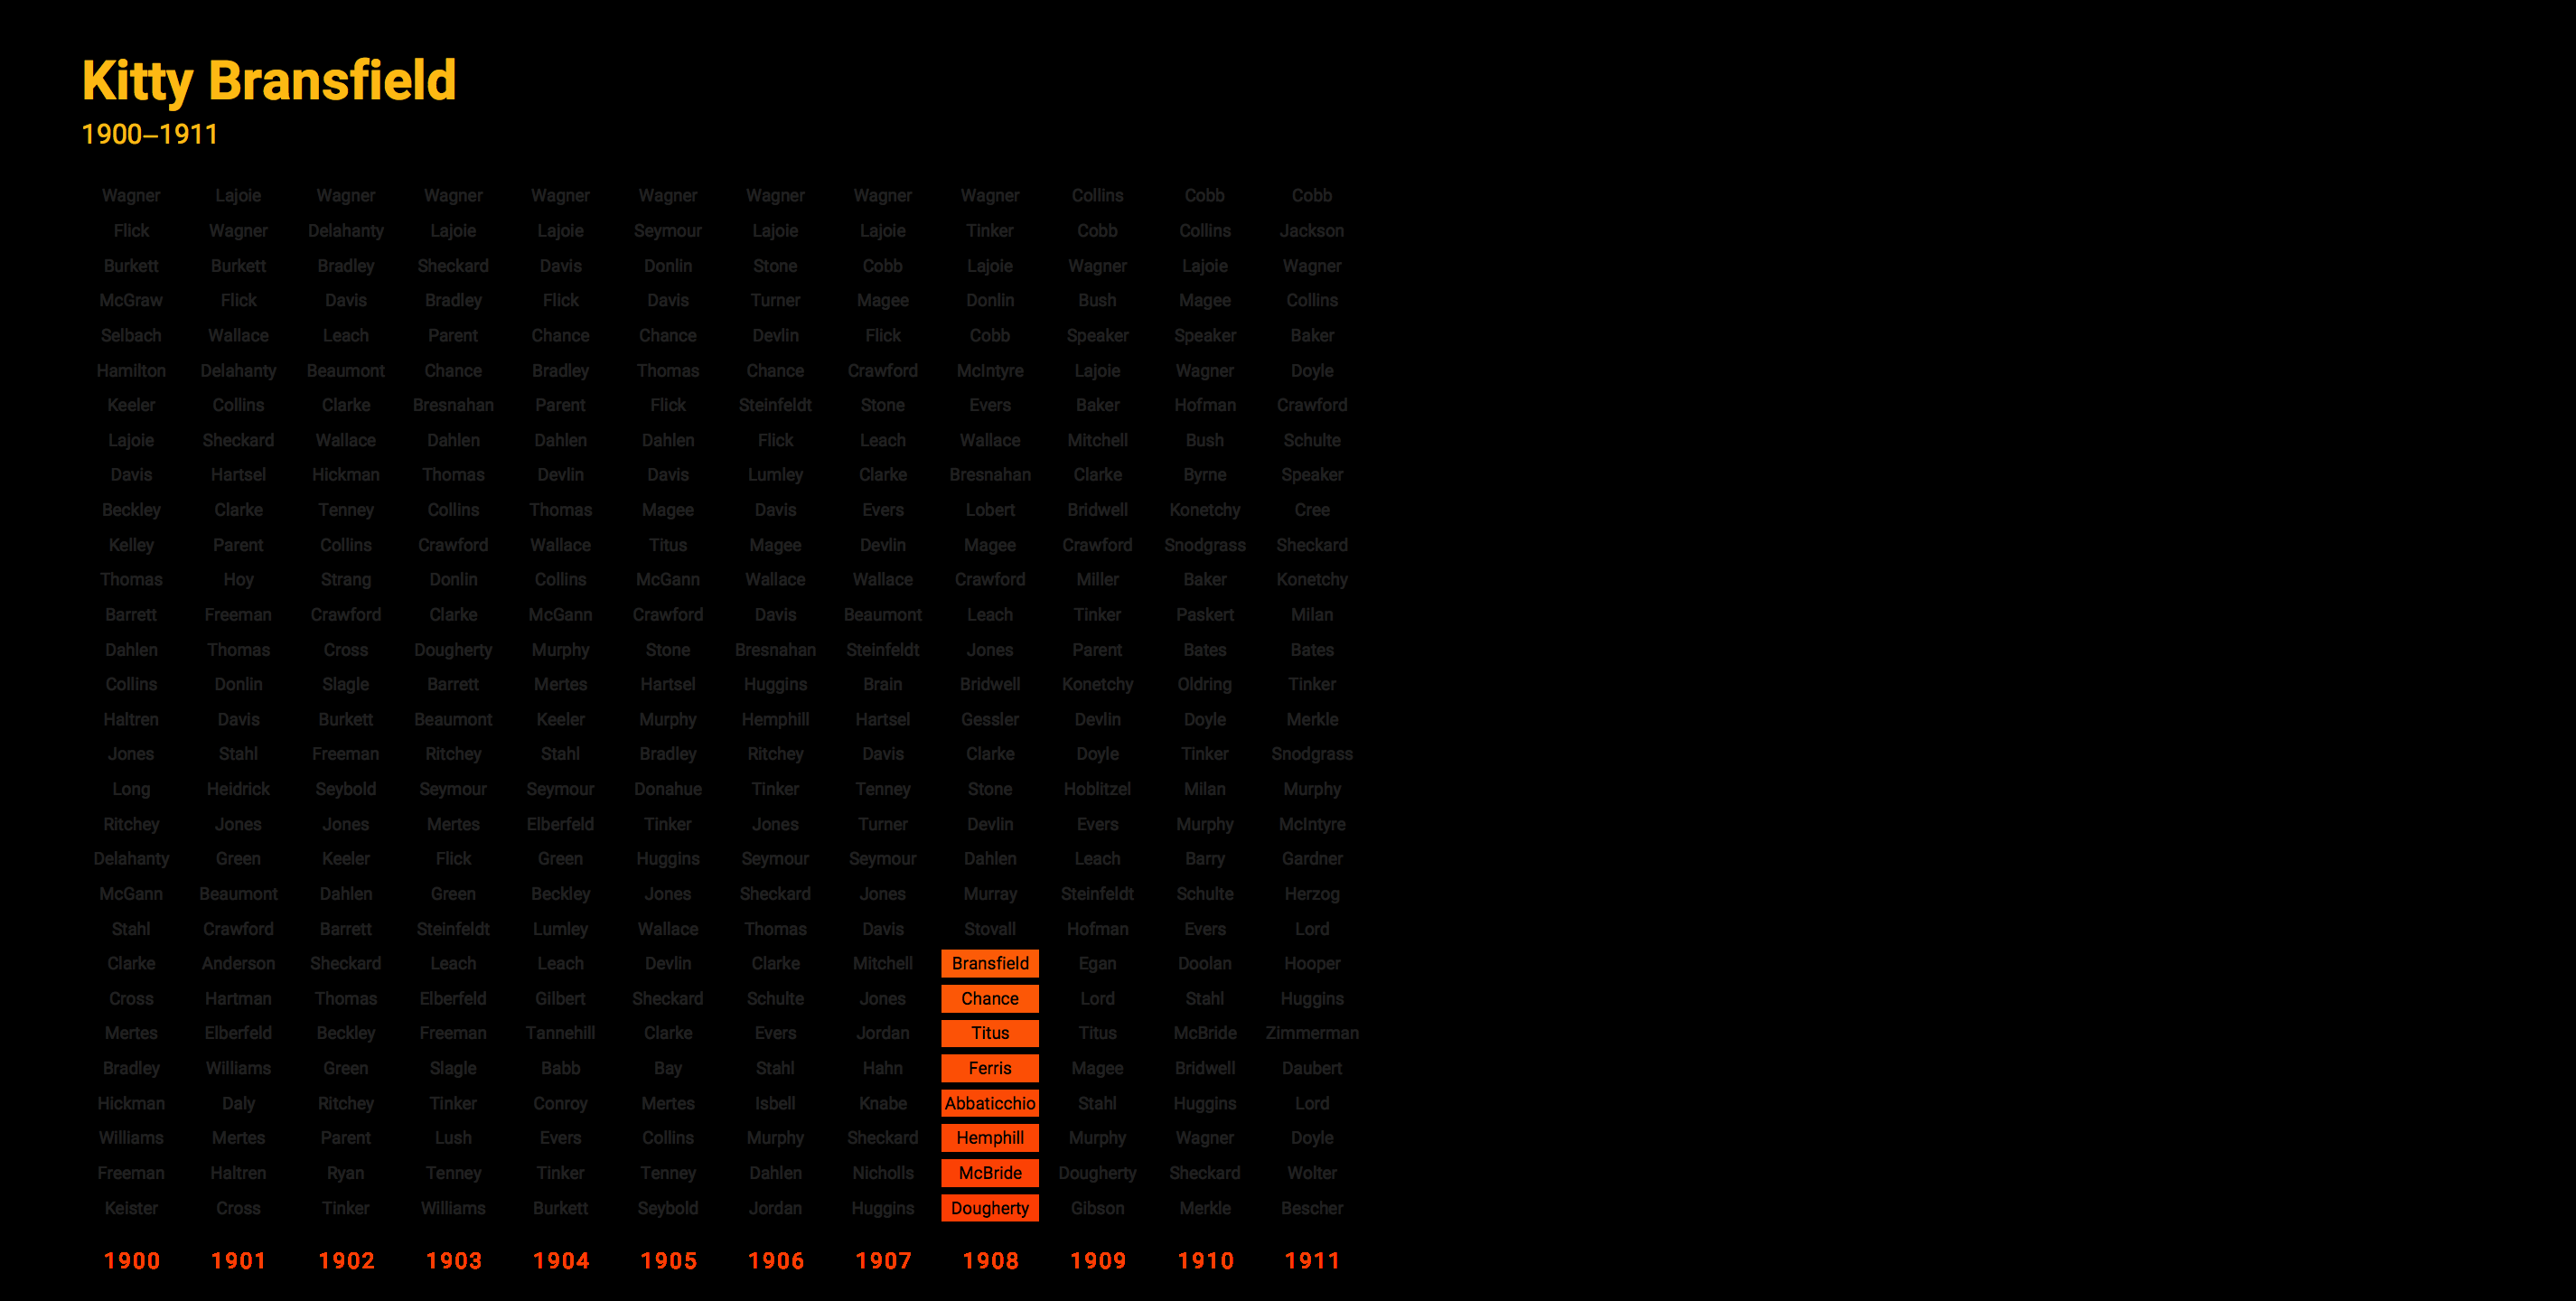 Kitty Bransfield
1900–1911
Wagner Lajoie Wagner Wagner Wagner Wagner Wagner Wagner Wagner Collins Cobb Cobb
Flick Wagner Delahanty Lajoie Lajoie Seymour Lajoie Lajoie Tinker Cobb Collins Jackson
Burkett Burkett Bradley Sheckard Davis Donlin Stone Cobb Lajoie Wagner Lajoie Wagner
McGraw Flick Davis Bradley Flick Davis Turner Magee Donlin Bush Magee Collins
Selbach Wallace Leach Parent Chance Chance Devlin Flick Cobb Speaker Speaker Baker
Hamilton Delahanty Beaumont Chance Bradley Thomas Chance Crawford McIntyre Lajoie Wagner Doyle
Keeler Collins Clarke Bresnahan Parent Flick Steinfeldt Stone Evers Baker Hofman Crawford
Lajoie Sheckard Wallace Dahlen Dahlen Dahlen Flick Leach Wallace Mitchell Bush Schulte
Davis Hartsel Hickman Thomas Devlin Davis Lumley Clarke Bresnahan Clarke Byrne Speaker
Beckley Clarke Tenney Collins Thomas Magee Davis Evers Lobert Bridwell Konetchy Cree
Kelley Parent Collins Crawford Wallace Titus Magee Devlin Magee Crawford Snodgrass Sheckard
Thomas Hoy Strang Donlin Collins McGann Wallace Wallace Crawford Miller Baker Konetchy
Barrett Freeman Crawford Clarke McGann Crawford Davis Beaumont Leach Tinker Paskert Milan
Dahlen Thomas Cross Dougherty Murphy Stone Bresnahan Steinfeldt Jones Parent Bates Bates
Collins Donlin Slagle Barrett Mertes Hartsel Huggins Brain Bridwell Konetchy Oldring Tinker
Haltren Davis Burkett Beaumont Keeler Murphy Hemphill Hartsel Gessler Devlin Doyle Merkle
Jones Stahl Freeman Ritchey Stahl Bradley Ritchey Davis Clarke Doyle Tinker Snodgrass
Long Heidrick Seybold Seymour Seymour Donahue Tinker Tenney Stone Hoblitzel Milan Murphy
Ritchey Jones Jones Mertes Elberfeld Tinker Jones Turner Devlin Evers Murphy McIntyre
Delahanty Green Keeler Flick Green Huggins Seymour Seymour Dahlen Leach Barry Gardner
McGann Beaumont Dahlen Green Beckley Jones Sheckard Jones Murray Steinfeldt Schulte Herzog
Stahl Crawford Barrett Steinfeldt Lumley Wallace Thomas Davis Stovall Hofman Evers Lord
Clarke Anderson Sheckard Leach Leach Devlin Clarke Mitchell Bransfield Egan Doolan Hooper
Cross Hartman Thomas Elberfeld Gilbert Sheckard Schulte Jones Chance Lord Stahl Huggins
Mertes Elberfeld Beckley Freeman Tannehill Clarke Evers Jordan Titus Titus McBride Zimmerman
Bradley Williams Green Slagle Babb Bay Stahl Hahn Ferris Magee Bridwell Daubert
Hickman Daly Ritchey Tinker Conroy Mertes Isbell Knabe Abbaticchio Stahl Huggins Lord
Williams Mertes Parent Lush Evers Collins Murphy Sheckard Hemphill Murphy Wagner Doyle
Freeman Haltren Ryan Tenney Tinker Tenney Dahlen Nicholls McBride Dougherty Sheckard Wolter
Keister Cross Tinker Williams Burkett Seybold Jordan Huggins Dougherty Gibson Merkle Bescher
1900 1901 1902 1903 1904 1905 1906 1907 1908 1909 1910 1911